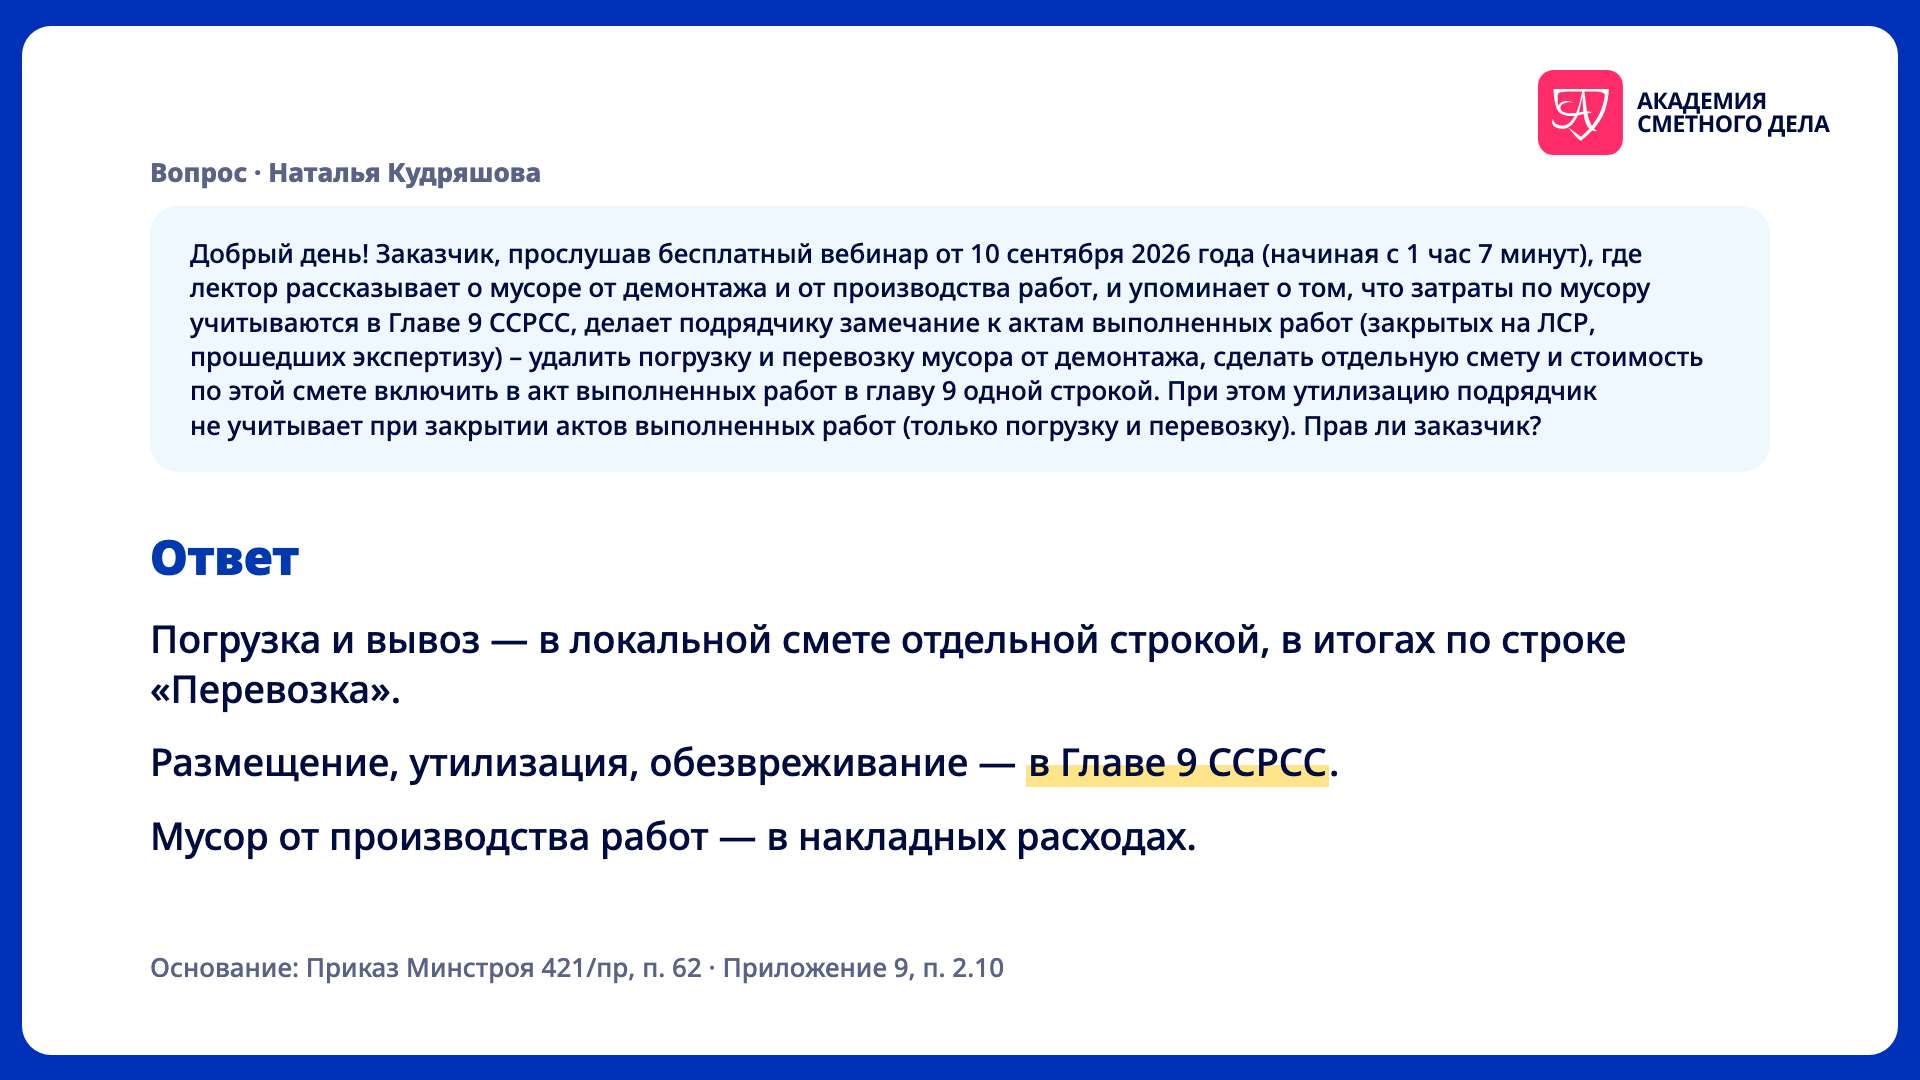 АКАДЕМИЯ
СМЕТНОГО ДЕЛА
Вопрос · Наталья Кудряшова
Добрый день! Заказчик, прослушав бесплатный вебинар от 10 сентября 2026 года (начиная с 1 час 7 минут), где
лектор рассказывает о мусоре от демонтажа и от производства работ, и упоминает о том, что затраты по мусору
учитываются в Главе 9 ССРСС, делает подрядчику замечание к актам выполненных работ (закрытых на ЛСР,
прошедших экспертизу) – удалить погрузку и перевозку мусора от демонтажа, сделать отдельную смету и стоимость
по этой смете включить в акт выполненных работ в главу 9 одной строкой. При этом утилизацию подрядчик
не учитывает при закрытии актов выполненных работ (только погрузку и перевозку). Прав ли заказчик?
Ответ
Погрузка и вывоз — в локальной смете отдельной строкой, в итогах по строке
«Перевозка».
Размещение, утилизация, обезвреживание — в Главе 9 ССРСС.
Мусор от производства работ — в накладных расходах.
Основание: Приказ Минстроя 421/пр, п. 62 · Приложение 9, п. 2.10